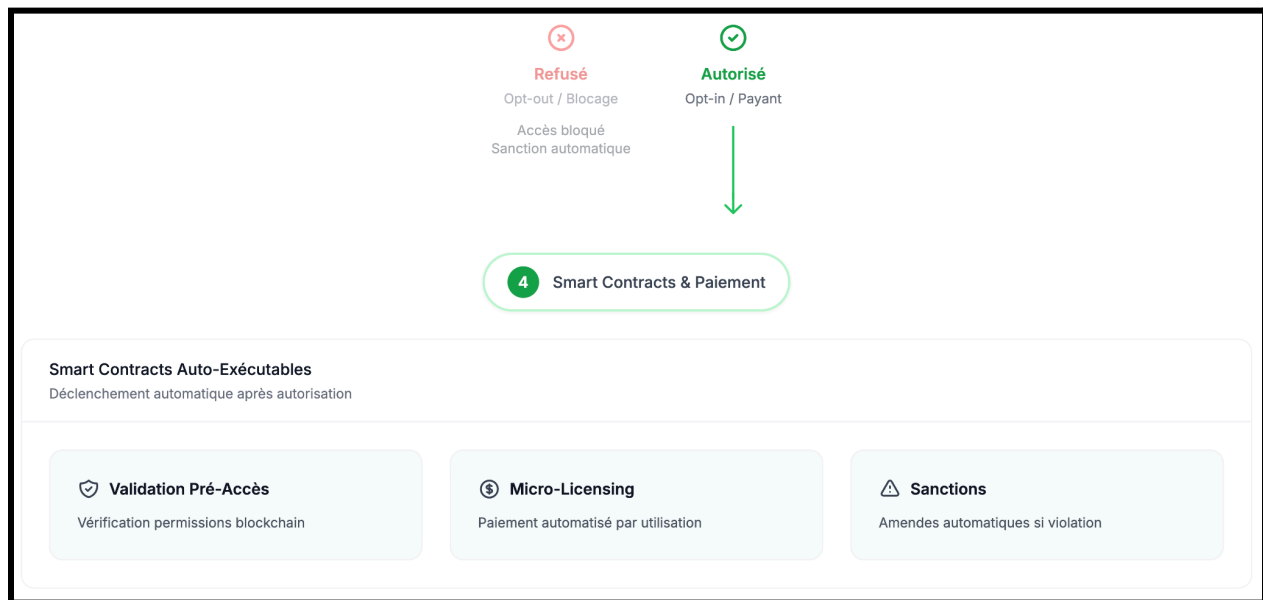 Refusé
Autorisé
Opt-out / Blocage
Opt-in / Payant
Accès bloqué
Sanction automatique
4
Smart Contracts & Paiement
Smart Contracts Auto-Exécutables
Déclenchement automatique après autorisation
Validation Pré-Accès
Vérification permissions blockchain
Micro-Licensing
Paiement automatisé par utilisation
Sanctions
Amendes automatiques si violation